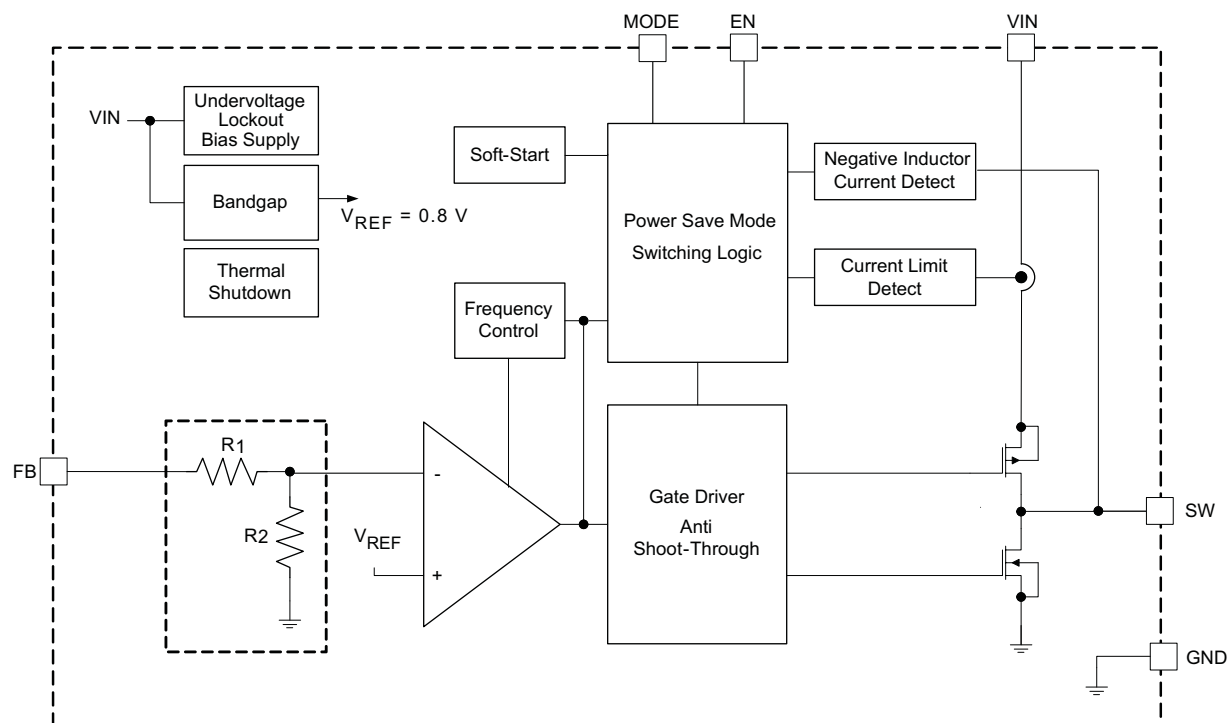 MODE
EN
VIN
VIN
Undervoltage
Lockout
Bias Supply
Bandgap
VREF = 0.8 V
Thermal
Shutdown
Soft-Start
Power Save Mode
Switching Logic
Negative Inductor
Current Detect
Current Limit
Detect
Frequency
Control
FB
R1
R2
VREF
-
+
Gate Driver
Anti
Shoot-Through
SW
GND